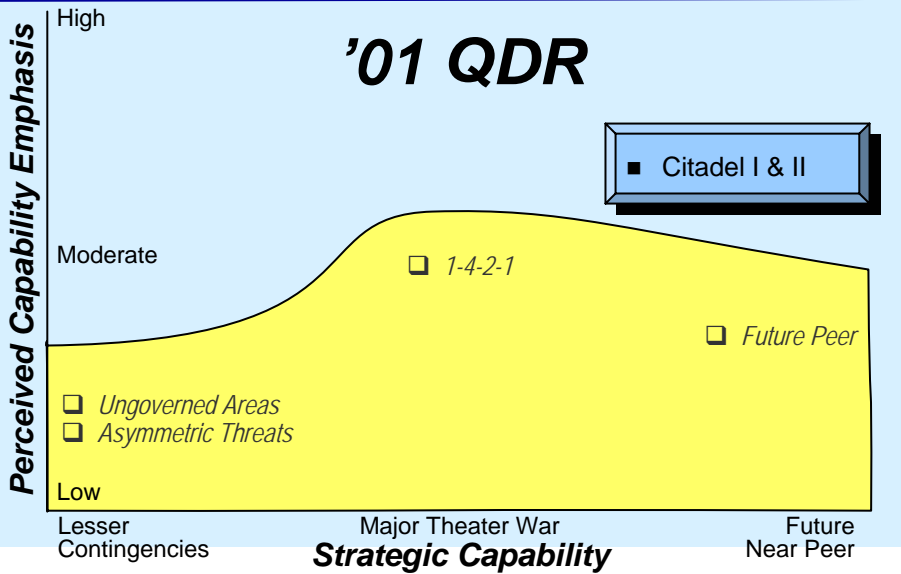 Perceived Capability Emphasis
High
’01 QDR
■ Citadel I & II
Moderate
❑ 1-4-2-1
❑ Future Peer
❑ Ungoverned Areas
❑ Asymmetric Threats
Low
Lesser
Contingencies
Major Theater War
Future
Near Peer
Strategic Capability